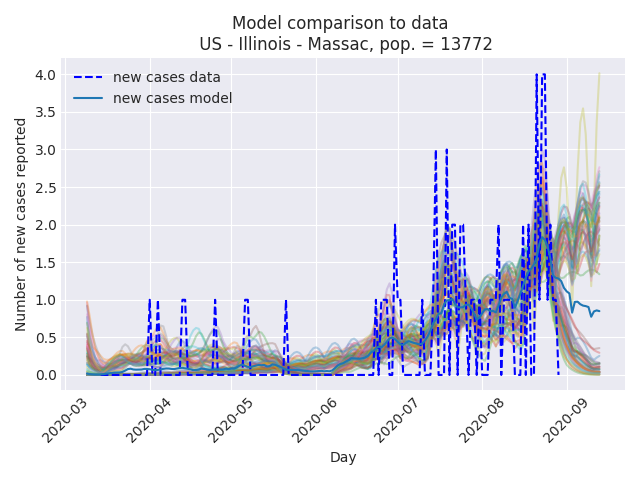 Model comparison to data
US - Illinois - Massac, pop. = 13772
new cases data
new cases model
Number of new cases reported
4.0
3.5
3.0
2.5
2.0
1.5
1.0
0.5
0.0
2020-03
2020-04
2020-05
2020-06
2020-07
2020-08
2020-09
Day